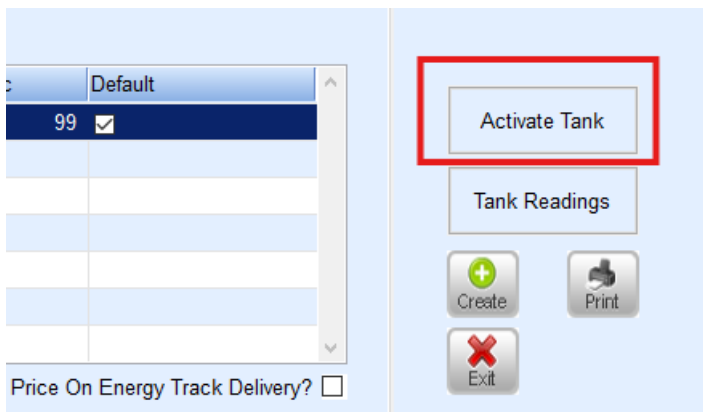 Default
99
Activate Tank
Tank Readings
Create
Print
Exit
Price On Energy Track Delivery?